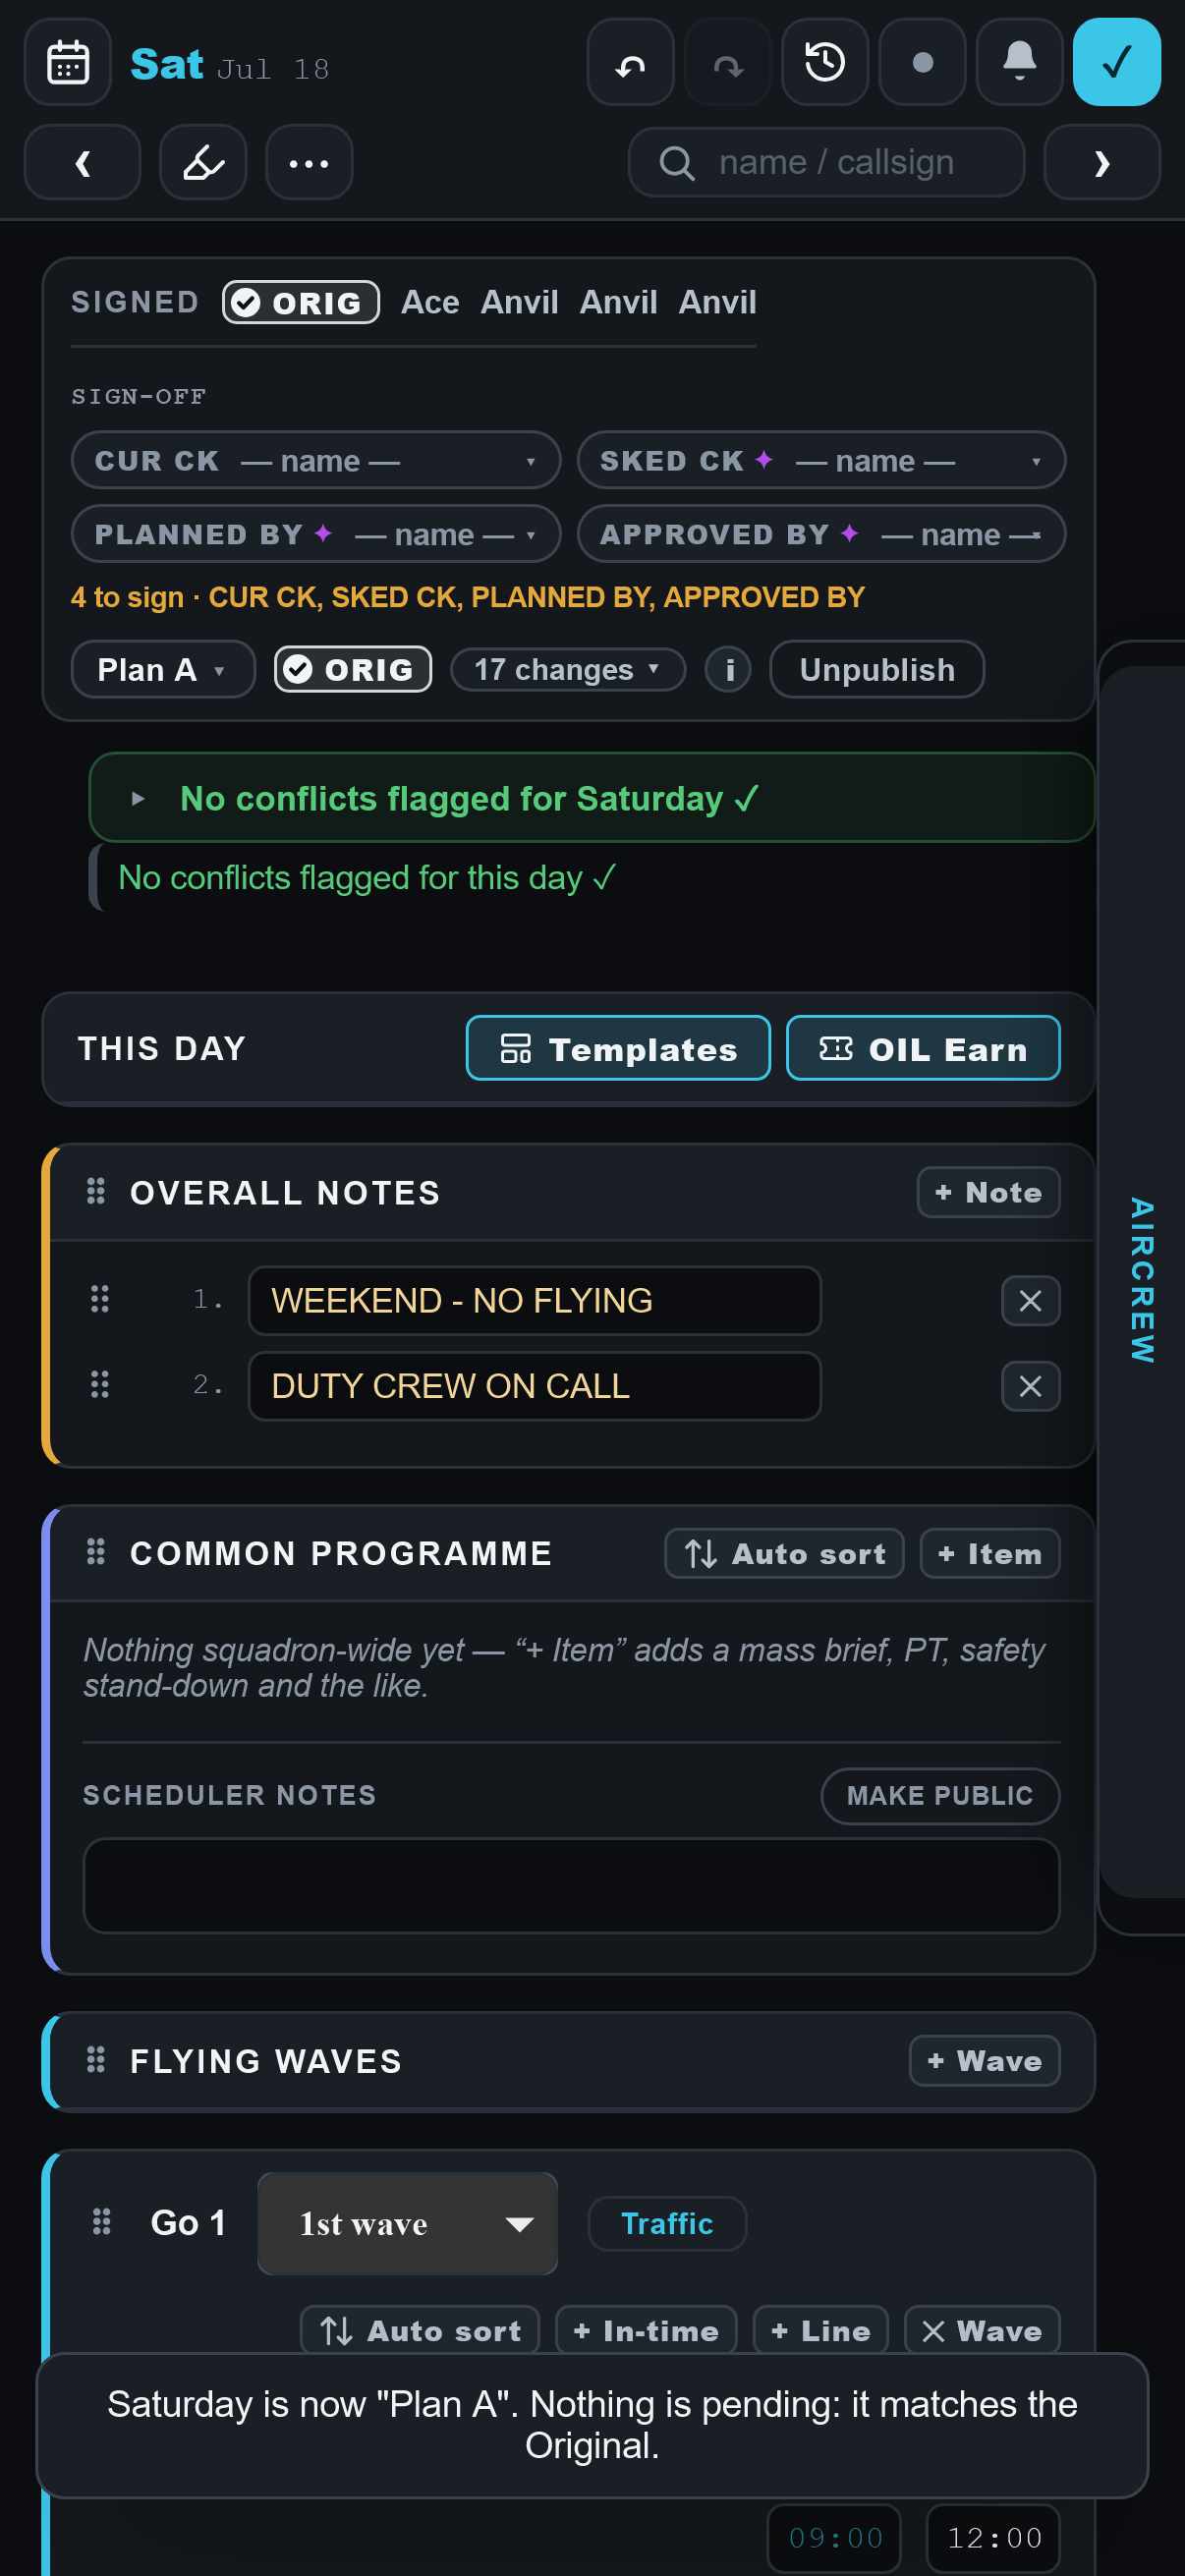 Sat Jul 18
name / callsign
SIGNED ORIG Ace Anvil Anvil Anvil
SIGN-OFF
CUR CK — name —
SKED CK — name —
PLANNED BY — name —
APPROVED BY — name —
4 to sign · CUR CK, SKED CK, PLANNED BY, APPROVED BY
Plan A ORIG 17 changes i Unpublish
No conflicts flagged for Saturday ✓
No conflicts flagged for this day ✓
AIRCREW
THIS DAY Templates OIL Earn
OVERALL NOTES + Note
1. WEEKEND - NO FLYING
2. DUTY CREW ON CALL
COMMON PROGRAMME Auto sort + Item
Nothing squadron-wide yet — “+ Item” adds a mass brief, PT, safety
stand-down and the like.
SCHEDULER NOTES MAKE PUBLIC
FLYING WAVES + Wave
Go 1 1st wave Traffic
Auto sort + In-time + Line × Wave
Saturday is now "Plan A". Nothing is pending: it matches the
Original.
09:00 12:00